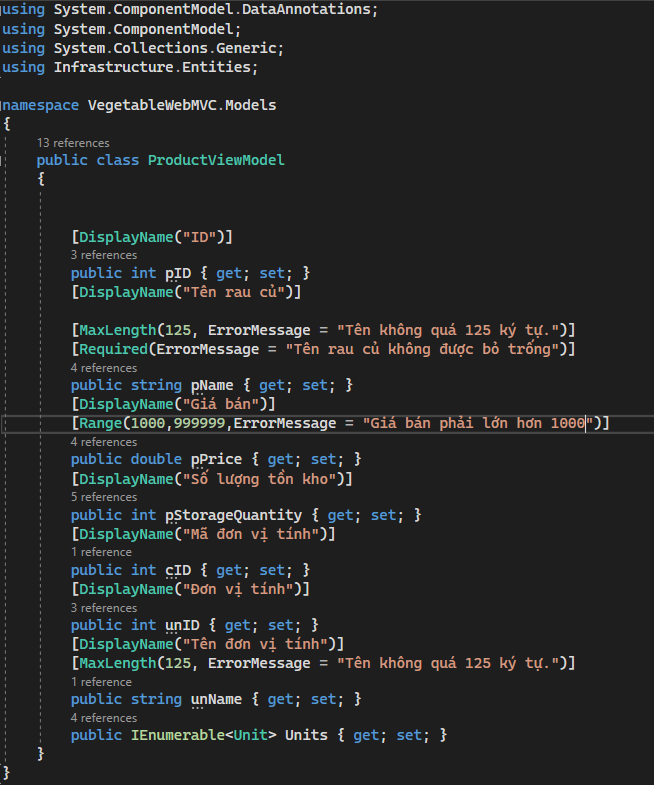 using System.ComponentModel.DataAnnotations;
using System.ComponentModel;
using System.Collections.Generic;
using Infrastructure.Entities;
namespace VegetableWebMVC.Models
{
13 references
public class ProductViewModel
{
[DisplayName("ID")]
3 references
public int pID { get; set; }
[DisplayName("Tên rau củ")]
[MaxLength(125, ErrorMessage = "Tên không quá 125 ký tự.")]
[Required(ErrorMessage = "Tên rau củ không được bỏ trống")]
4 references
public string pName { get; set; }
[DisplayName("Giá bán")]
[Range(1000,999999,ErrorMessage = "Giá bán phải lớn hơn 1000")]
4 references
public double pPrice { get; set; }
[DisplayName("Số lượng tồn kho")]
5 references
public int pStorageQuantity { get; set; }
[DisplayName("Mã đơn vị tính")]
1 reference
public int cID { get; set; }
[DisplayName("Đơn vị tính")]
3 references
public int unID { get; set; }
[DisplayName("Tên đơn vị tính")]
[MaxLength(125, ErrorMessage = "Tên không quá 125 ký tự.")]
1 reference
public string unName { get; set; }
4 references
public IEnumerable<Unit> Units { get; set; }
}
}